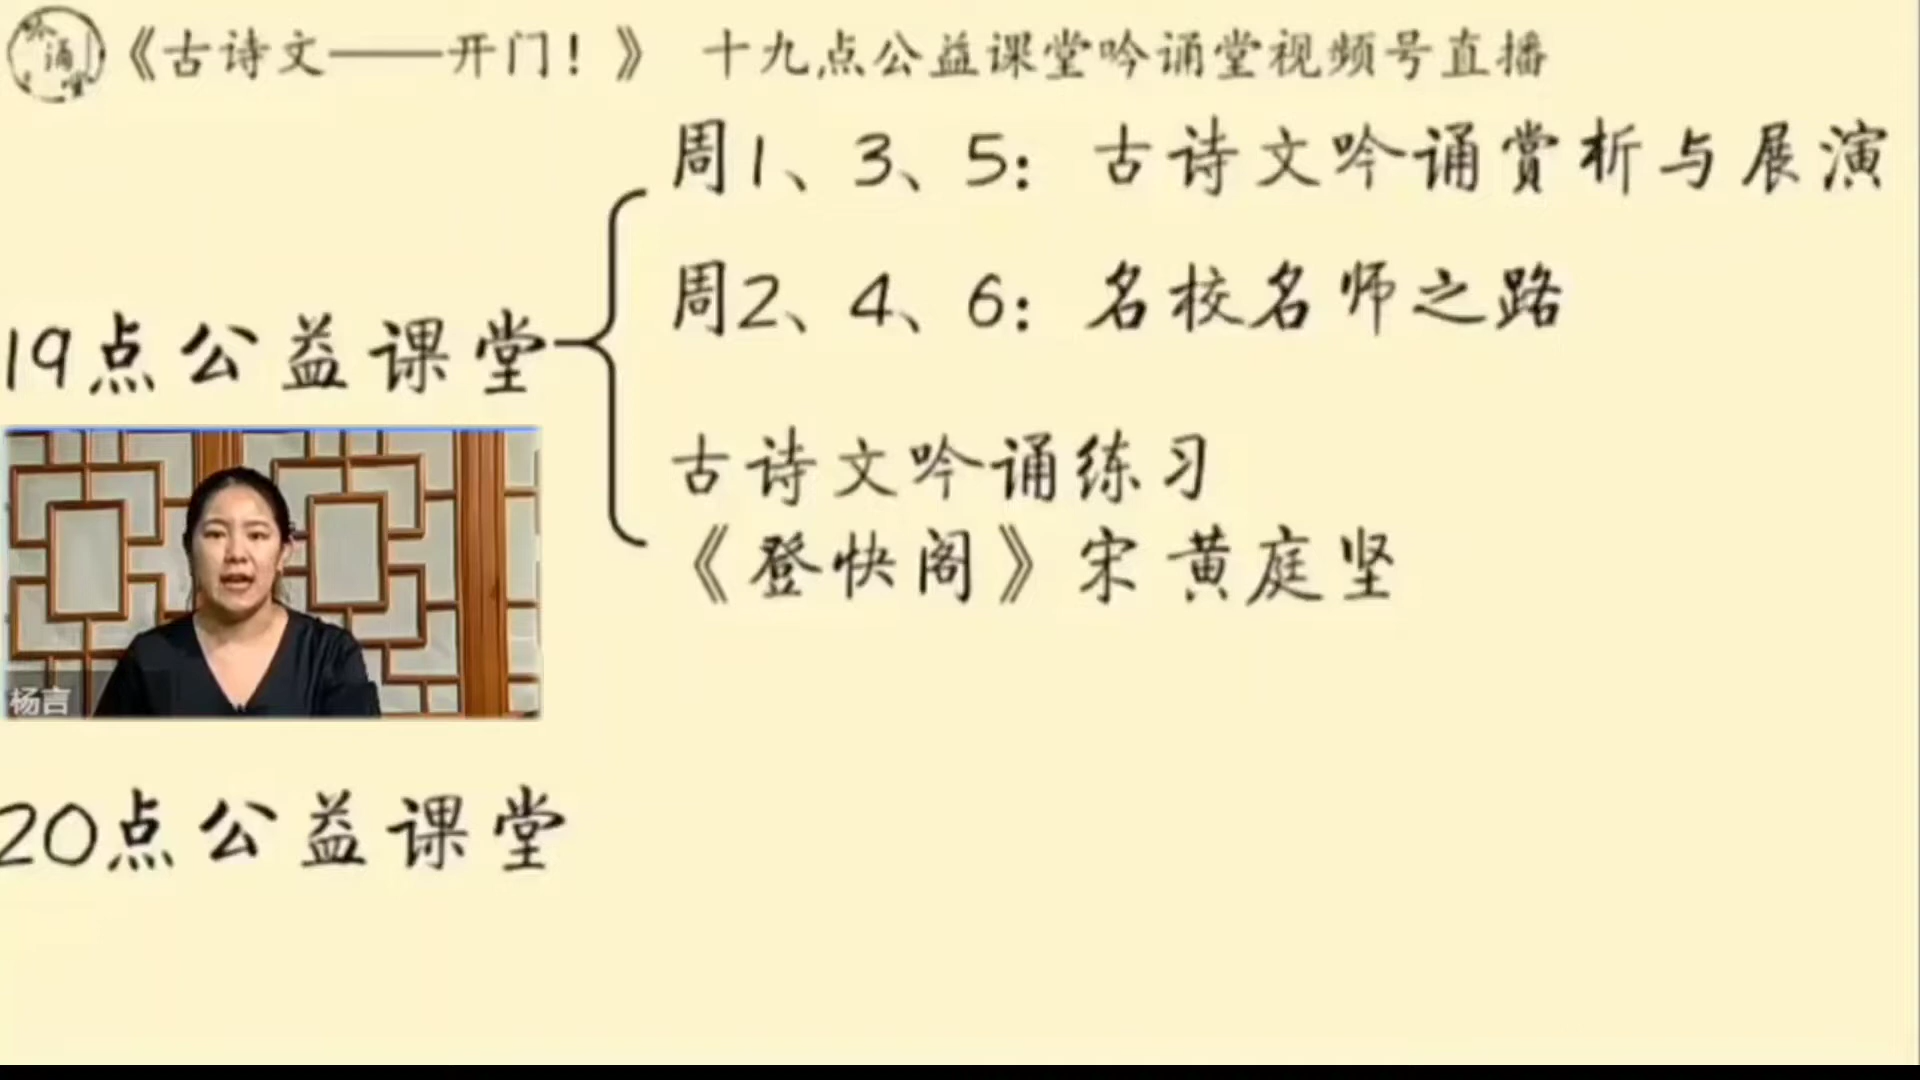 吟诵堂
《古诗文——开门！》 十九点公益课堂吟诵堂视频号直播
周1、3、5：古诗文吟诵赏析与展演
周2、4、6：名校名师之路
19点公益课堂
古诗文吟诵练习
《登快阁》宋 黄庭坚
杨言
20点公益课堂